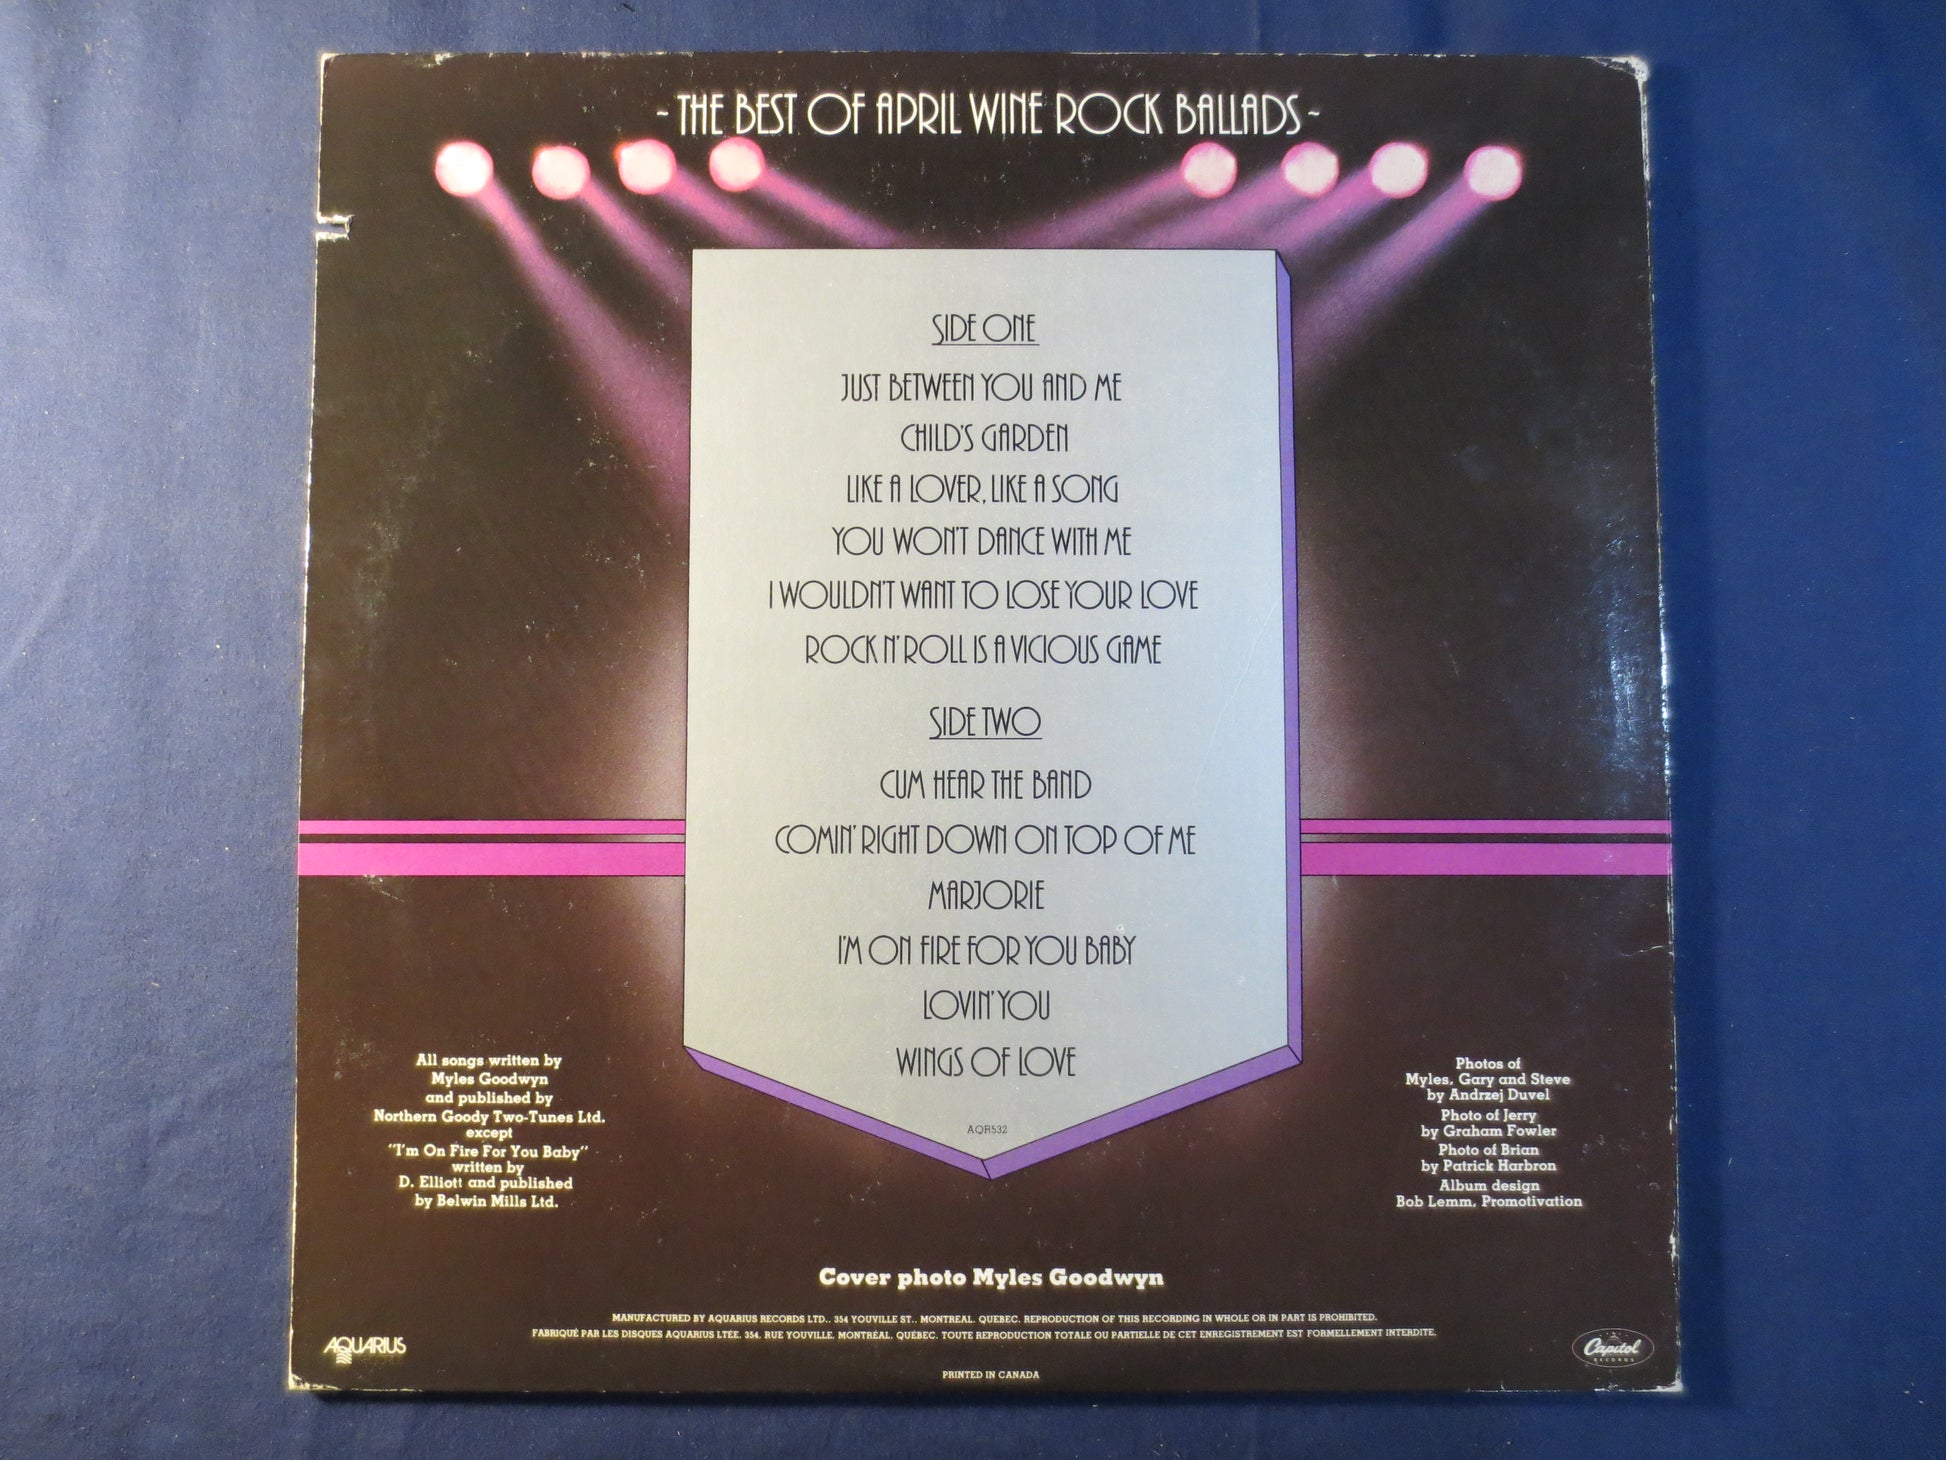 ~THE BEST OF APRIL WINE ROCK BALLADS~
SIDE ONE
JUST BETWEEN YOU AND ME
CHILD'S GARDEN
LIKE A LOVER, LIKE A SONG
YOU WON'T DANCE WITH ME
I WOULDN'T WANT TO LOSE YOUR LOVE
ROCK N' ROLL IS A VICIOUS GAME
SIDE TWO
CUM HEAR THE BAND
COMIN' RIGHT DOWN ON TOP OF ME
MARJORIE
I'M ON FIRE FOR YOU BABY
LOVIN' YOU
WINGS OF LOVE
AQR532
All songs written by
Myles Goodwyn
and published by
Northern Goody Two-Tunes Ltd.
except
"I'm On Fire For You Baby"
written by
D. Elliott and published
by Belwin Mills Ltd.
Photos of
Myles, Gary and Steve
by Andrzej Duvel
Photo of Jerry
by Graham Fowler
Photo of Brian
by Patrick Harbron
Album design
Bob Lemm, Promotivation
Cover photo Myles Goodwyn
MANUFACTURED BY AQUARIUS RECORDS LTD., 354 YOUVILLE ST., MONTREAL, QUEBEC. REPRODUCTION OF THIS RECORDING IN WHOLE OR IN PART IS PROHIBITED.
FABRIQUÉ PAR LES DISQUES AQUARIUS LTÉE, 354, RUE YOUVILLE, MONTRÉAL, QUÉBEC. TOUTE REPRODUCTION TOTALE OU PARTIELLE DE CET ENREGISTREMENT EST FORMELLEMENT INTERDITE.
AQUARIUS
Capitol
RECORDS
PRINTED IN CANADA